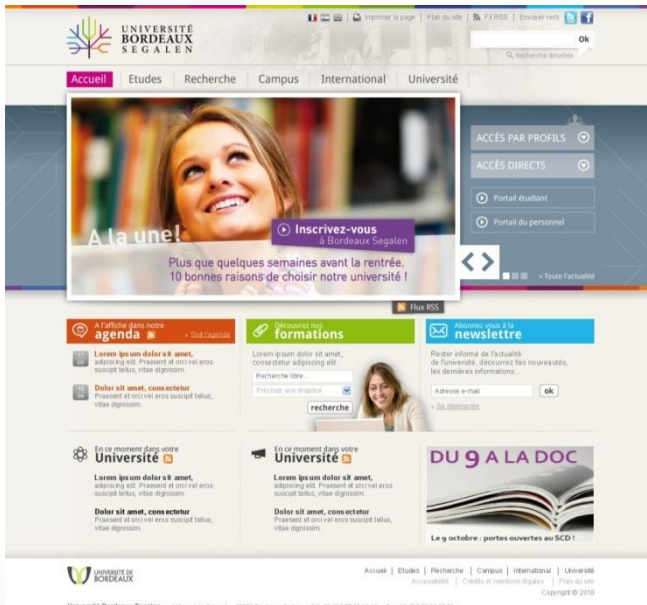 UNIVERSITÉ
BORDEAUX
SEGALEN
Imprimer la page | Plan du site | Fil RSS | Envoyer vers
Ok
Recherche détaillée
Accueil
Etudes
Recherche
Campus
International
Université
A la une!
Inscrivez-vous
à Bordeaux Segalen
Plus que quelques semaines avant la rentrée.
10 bonnes raisons de choisir notre université !
ACCÈS PAR PROFILS
ACCÈS DIRECTS
Portail étudiant
Portail du personnel
» Toute l'actualité
Flux RSS
A l'affiche dans notre
agenda
» Tout l'agenda
Lorem ipsum dolor sit amet,
adipiscing elit. Praesent et orci vel eros
suscipit tellus, vitae dignissim.
Dolor sit amet, consectetur
Praesent et orci vel eros suscipit tellus,
vitae dignissim.
Découvrez nos
formations
Lorem ipsum dolor sit amet,
consectetur adipiscing elit.
Recherche libre...
Précisez une discipline
recherche
Abonnez vous à la
newslettre
Rester informé de l'actualité
de l'université, découvrez les nouveautés,
les dernières informations...
Adresse e-mail
ok
» Se désinscrire
En ce moment dans votre
Université
Lorem ipsum dolor sit amet,
adipiscing elit. Praesent et orci vel eros
suscipit tellus, vitae dignissim.
Dolor sit amet, consectetur
Praesent et orci vel eros suscipit tellus,
vitae dignissim.
En ce moment dans votre
Université
Lorem ipsum dolor sit amet,
adipiscing elit. Praesent et orci vel eros
suscipit tellus, vitae dignissim.
Dolor sit amet, consectetur
Praesent et orci vel eros suscipit tellus,
vitae dignissim.
DU 9 A LA DOC
Le 9 octobre : portes ouvertes au SCD !
UNIVERSITÉ DE
BORDEAUX
Accueil | Etudes | Recherche | Campus | International | Université
Accessibilité | Crédits et mentions légales | Plan du site
Copyright © 2010